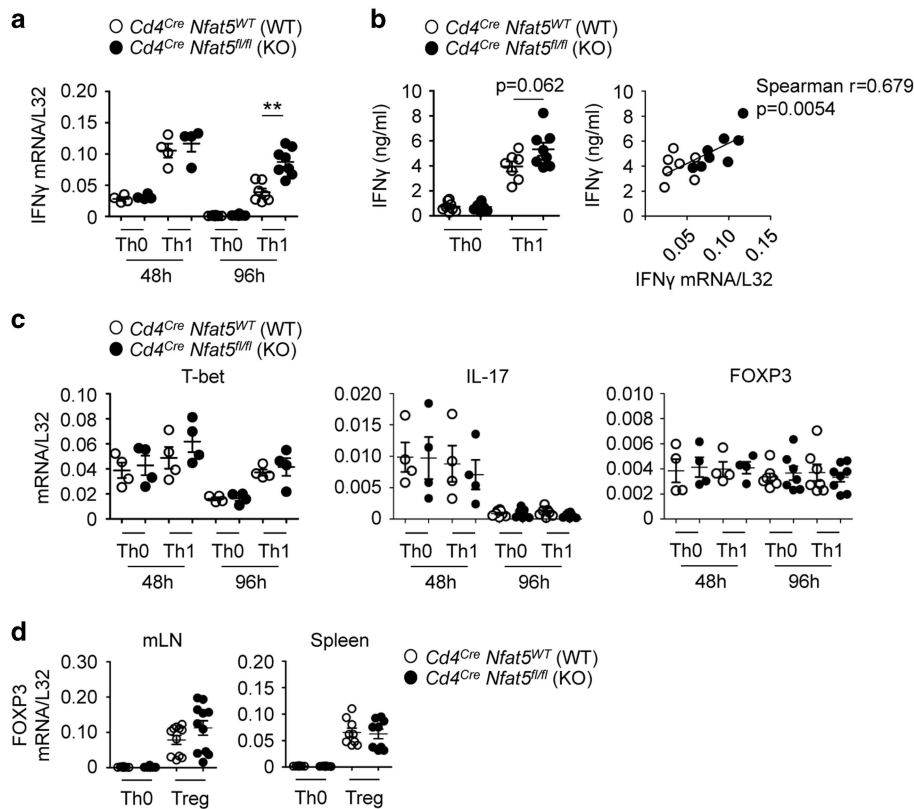 a
○ Cd4Cre Nfat5WT (WT)
● Cd4Cre Nfat5fl/fl (KO)
IFNγ mRNA/L32
0.20
0.15
0.10
0.05
0
**
Th0 Th1 Th0 Th1
48h 96h
b
○ Cd4Cre Nfat5WT (WT)
● Cd4Cre Nfat5fl/fl (KO)
IFNγ (ng/ml)
10
8
6
4
2
0
p=0.062
Th0 Th1
IFNγ (ng/ml)
10
8
6
4
2
0
Spearman r=0.679
p=0.0054
0.05 0.10 0.15
IFNγ mRNA/L32
c
○ Cd4Cre Nfat5WT (WT)
● Cd4Cre Nfat5fl/fl (KO)
T-bet
mRNA/L32
0.10
0.08
0.06
0.04
0.02
0
Th0 Th1 Th0 Th1
48h 96h
IL-17
0.020
0.015
0.010
0.005
0
Th0 Th1 Th0 Th1
48h 96h
FOXP3
0.010
0.008
0.006
0.004
0.002
0
Th0 Th1 Th0 Th1
48h 96h
d
mLN
FOXP3
mRNA/L32
0.30
0.20
0.10
0
Th0 Treg
Spleen
0.20
0.15
0.10
0.05
0
Th0 Treg
○ Cd4Cre Nfat5WT (WT)
● Cd4Cre Nfat5fl/fl (KO)